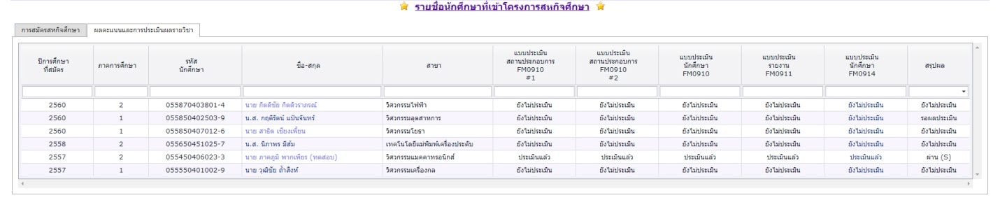 รายชื่อนักศึกษาที่เข้าโครงการสหกิจศึกษา
การสมัครสหกิจศึกษา ผลคะแนนและการประเมินผลรายวิชา
ปีการศึกษา
ที่สมัคร
ภาคการศึกษา
รหัส
นักศึกษา
ชื่อ-สกุล
สาขา
แบบประเมิน
สถานประกอบการ
FM0910
#1
แบบประเมิน
สถานประกอบการ
FM0910
#2
แบบประเมิน
นักศึกษา
FM0910
แบบประเมิน
รายงาน
FM0911
แบบประเมิน
นักศึกษา
FM0914
สรุปผล
2560 2 055870403801-4 นาย กิตติชัย กิตติวราภรณ์ วิศวกรรมไฟฟ้า ยังไม่ประเมิน ยังไม่ประเมิน ยังไม่ประเมิน ยังไม่ประเมิน ยังไม่ประเมิน ยังไม่ประเมิน
2560 1 055850402503-9 น.ส. กฤติรัตน์ แป้นจันทร์ วิศวกรรมอุตสาหการ ยังไม่ประเมิน ยังไม่ประเมิน ยังไม่ประเมิน ยังไม่ประเมิน ยังไม่ประเมิน รอผลประเมิน
2560 1 055850407012-6 นาย สาธิต เชียงเพี้ยน วิศวกรรมโยธา ยังไม่ประเมิน ยังไม่ประเมิน ยังไม่ประเมิน ยังไม่ประเมิน ยังไม่ประเมิน ยังไม่ประเมิน
2558 2 055650451025-7 น.ส. นิภาพร มีส้ม เทคโนโลยีแม่พิมพ์เครื่องประดับ ยังไม่ประเมิน ยังไม่ประเมิน ยังไม่ประเมิน ยังไม่ประเมิน ยังไม่ประเมิน ยังไม่ประเมิน
2557 2 055450406023-3 นาย ภาคภูมิ พากเพียร (ทดสอบ) วิศวกรรมแมคคาทรอนิกส์ ประเมินแล้ว ประเมินแล้ว ประเมินแล้ว ประเมินแล้ว ประเมินแล้ว ผ่าน (S)
2557 1 055550401002-9 นาย วุฒิชัย ถ้ำสิงห์ วิศวกรรมเครื่องกล ยังไม่ประเมิน ยังไม่ประเมิน ยังไม่ประเมิน ยังไม่ประเมิน ยังไม่ประเมิน ยังไม่ประเมิน